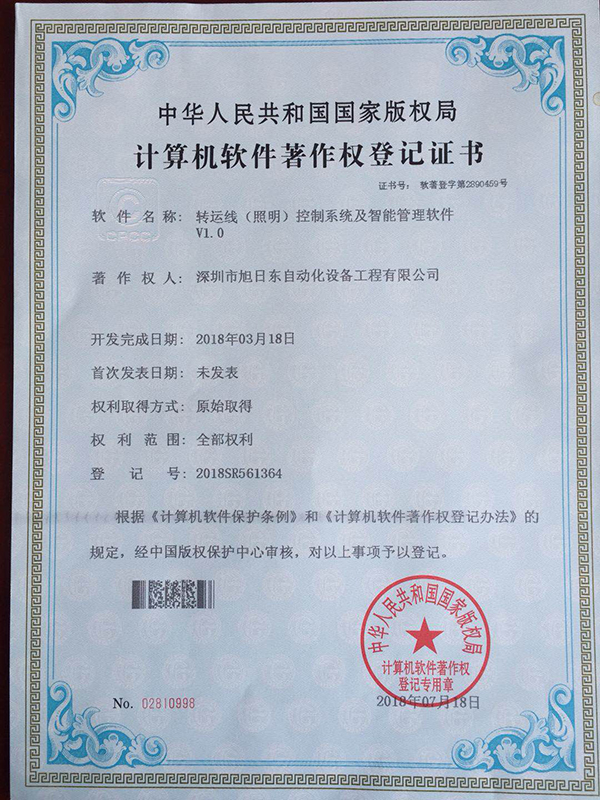 中华人民共和国国家版权局
计算机软件著作权登记证书
证书号： 软著登字第2890459号
CPCC
软件名称： 转运线（照明）控制系统及智能管理软件
V1.0
著作权人： 深圳市旭日东自动化设备工程有限公司
开发完成日期： 2018年03月18日
首次发表日期： 未发表
权利取得方式： 原始取得
权利范围： 全部权利
登记号： 2018SR561364
根据《计算机软件保护条例》和《计算机软件著作权登记办法》的
规定，经中国版权保护中心审核，对以上事项予以登记。
中华人民共和国国家版权局
计算机软件著作权
登记专用章
No. 02810998
2018年07月18日